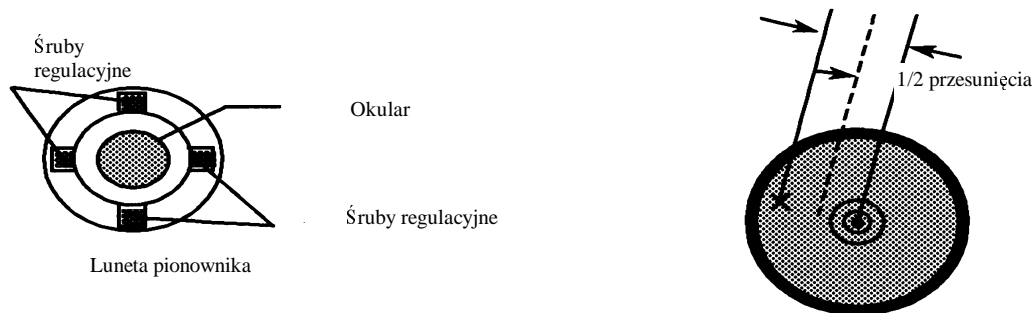 Śruby
regulacyjne
Okular
Śruby regulacyjne
Luneta pionownika
1/2 przesunięcia